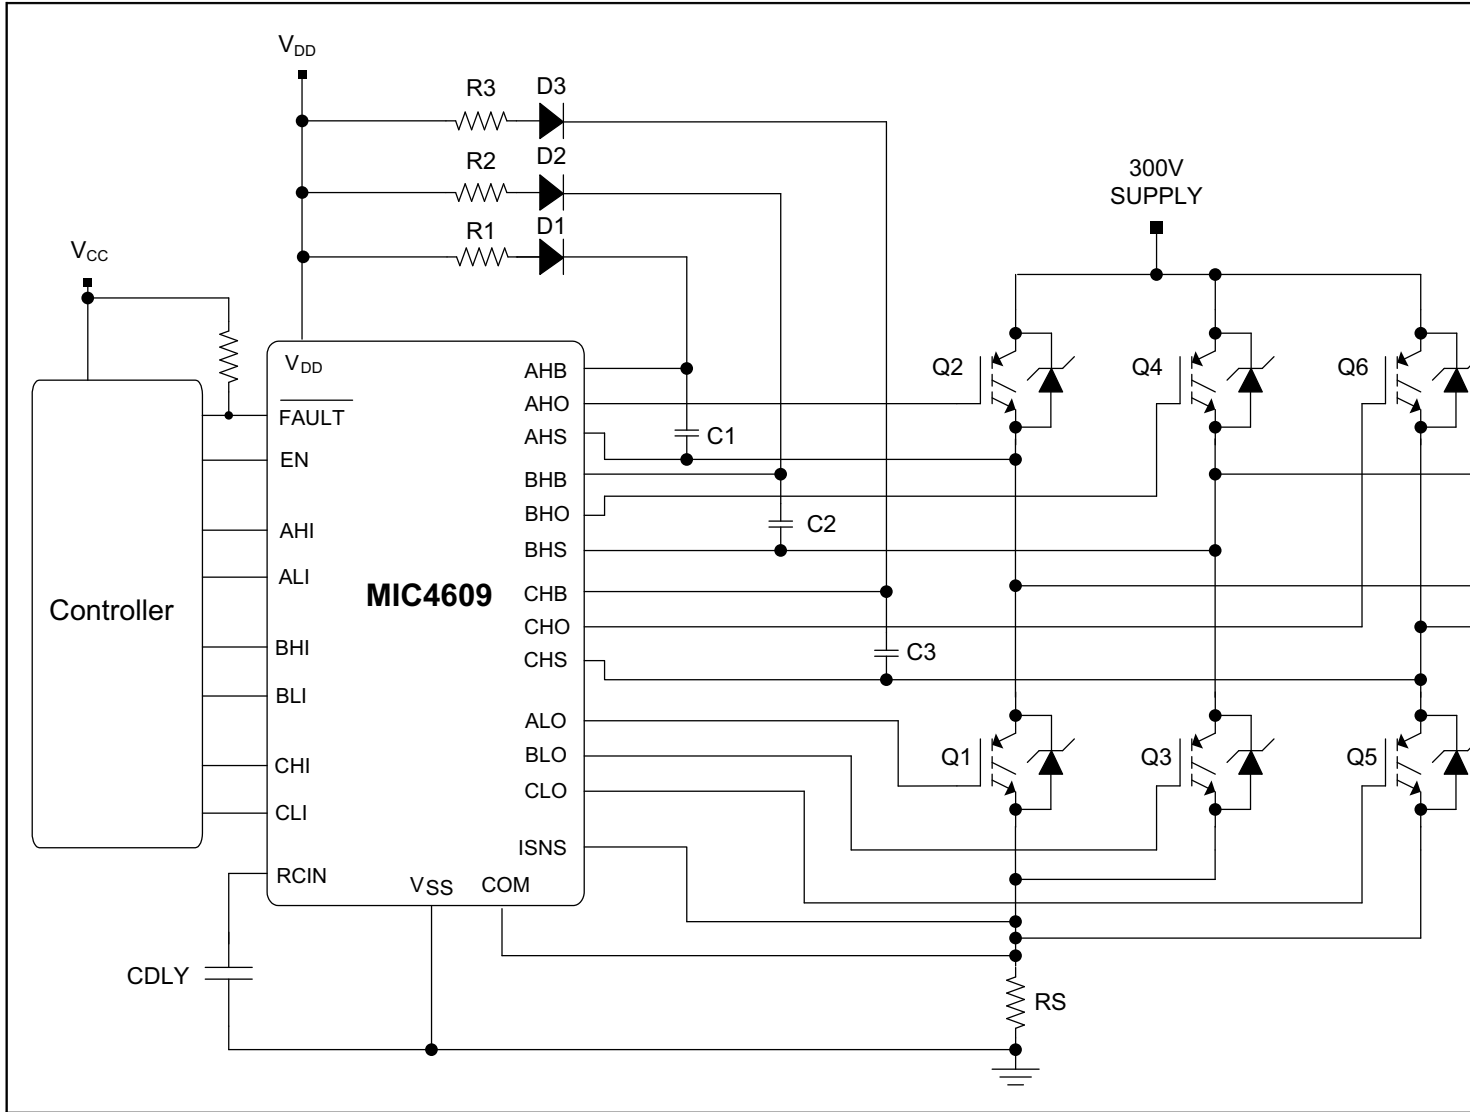 VDD
R3 D3
R2 D2
R1 D1
300V
SUPPLY
VCC
VDD
FAULT
EN
AHI
ALI
BHI
BLI
CHI
CLI
RCIN
VSS
COM
Controller
MIC4609
AHB
AHO
AHS
BHB
BHO
BHS
CHB
CHO
CHS
ALO
BLO
CLO
ISNS
C1
C2
C3
Q2
Q4
Q6
Q1
Q3
Q5
CDLY
RS